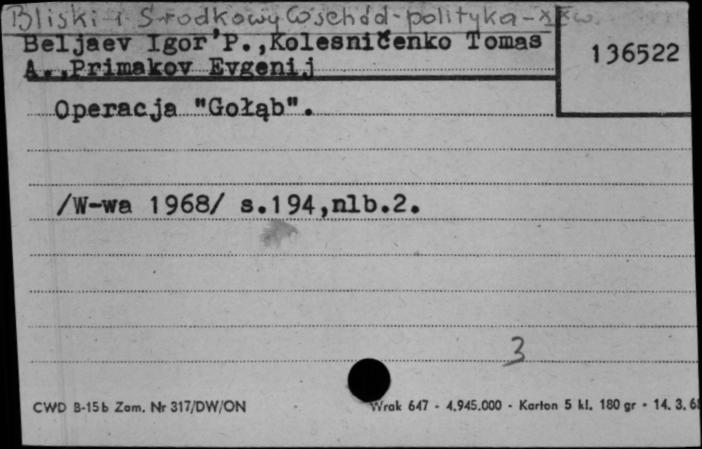 Bliski i Środkowy Wschód-polityka-XX w.
Beljaev Igor' P.,Kolesničenko Tomas
136522
A.,Primakov Evgenij
Operacja "Gołąb".
/W-wa 1968/ s.194,nlb.2.
3
CWD B-15b Zam. Nr 317/DW/ON
Wrak 647 - 4.945.000 - Karton 5 kl. 180 gr - 14. 3. 6